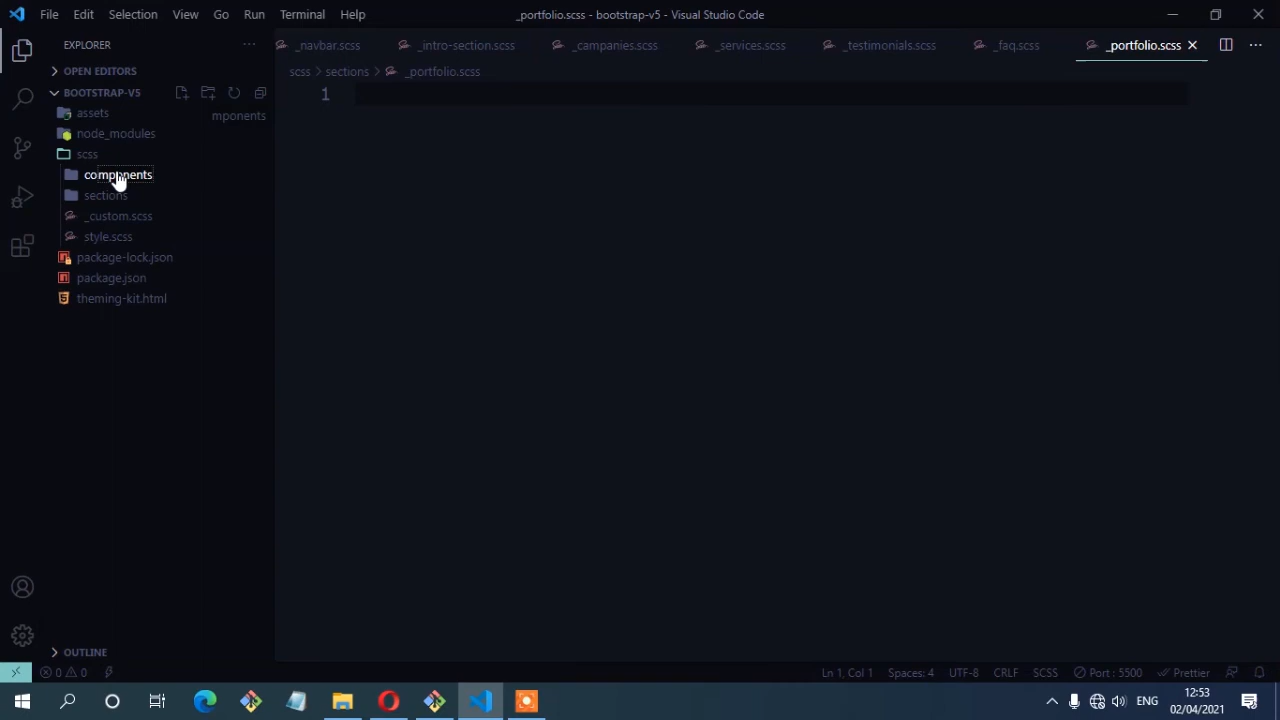 File Edit Selection View Go Run Terminal Help
_portfolio.scss - bootstrap-v5 - Visual Studio Code
EXPLORER
_navbar.scss _intro-section.scss _campanies.scss _services.scss _testimonials.scss _faq.scss _portfolio.scss
OPEN EDITORS
scss > sections > _portfolio.scss
BOOTSTRAP-V5
1
assets
mponents
node_modules
scss
components
sections
_custom.scss
style.scss
package-lock.json
package.json
theming-kit.html
OUTLINE
0 0
Ln 1, Col 1 Spaces: 4 UTF-8 CRLF SCSS Port : 5500 Prettier
ENG
12:53
02/04/2021